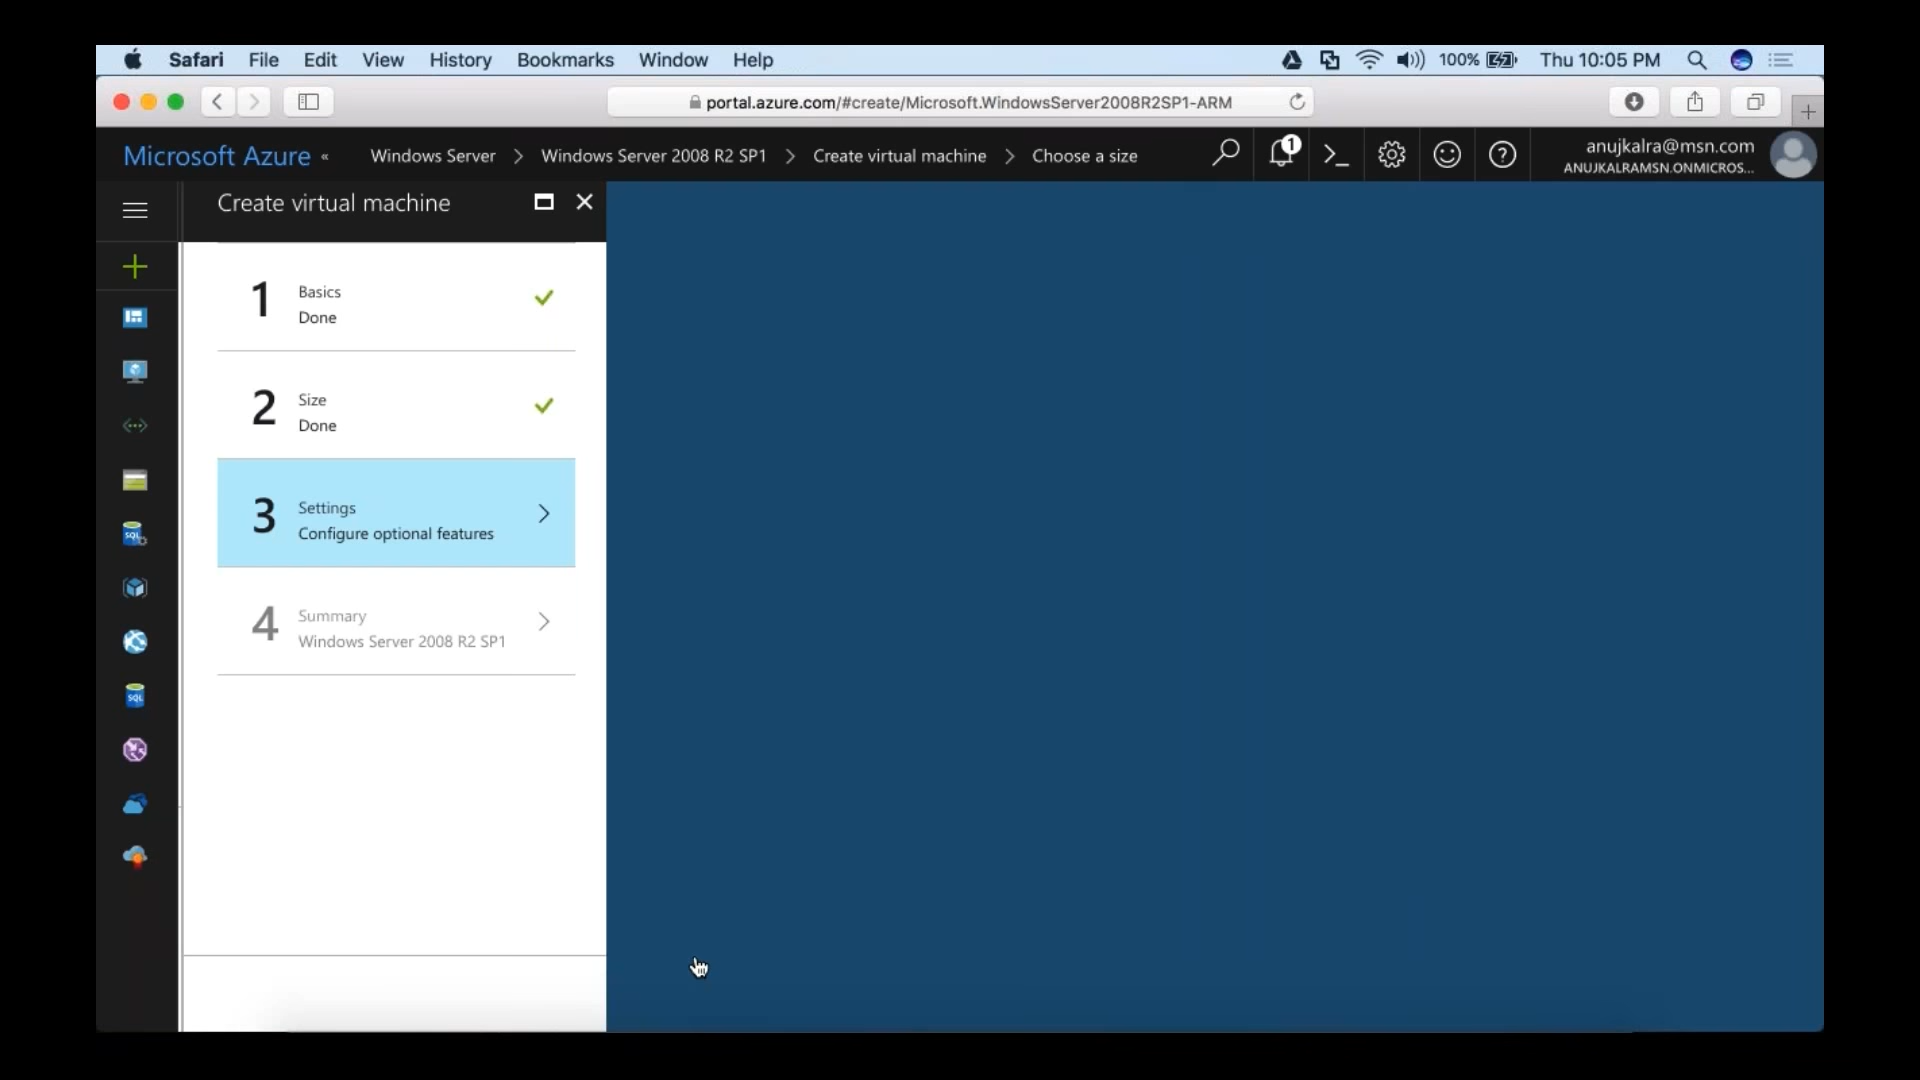 Safari File Edit View History Bookmarks Window Help 100% Thu 10:05 PM
portal.azure.com/#create/Microsoft.WindowsServer2008R2SP1-ARM
Microsoft Azure « Windows Server > Windows Server 2008 R2 SP1 > Create virtual machine > Choose a size 1 anujkalra@msn.com
ANUJKALRAMSN.ONMICROS...
Create virtual machine
1 Basics
Done
2 Size
Done
3 Settings
Configure optional features
4 Summary
Windows Server 2008 R2 SP1
SQL
SQL